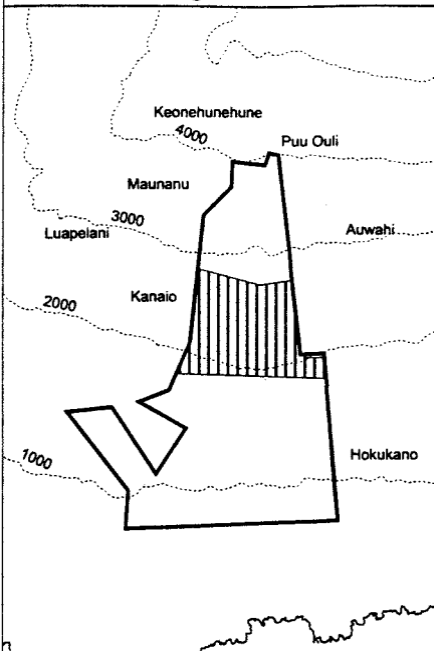 Keonehunehune
4000
Puu Ouli
Maunanu
3000
Luapelani
Auwahi
Kanaio
2000
1000
Hokukano